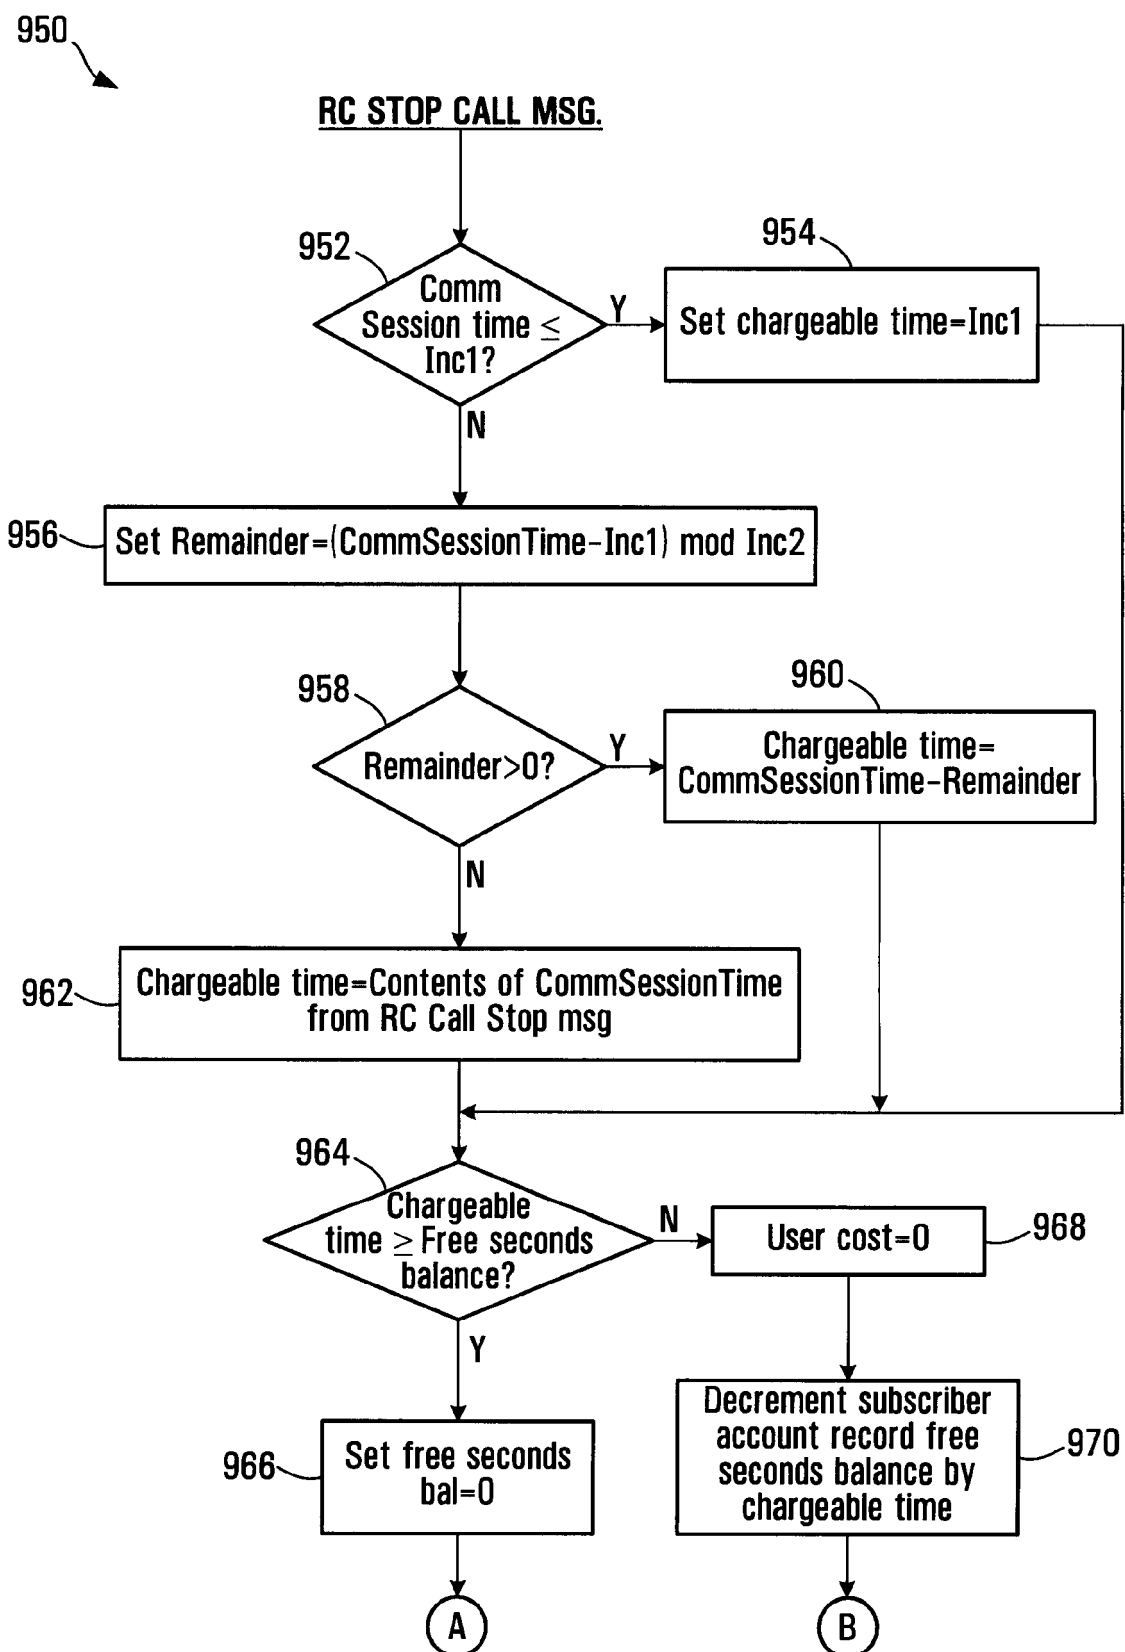 950
RC STOP CALL MSG.
952
Comm
Session time ≤
Inc1?
Y
954
Set chargeable time=Inc1
N
956
Set Remainder=(CommSessionTime-Inc1) mod Inc2
958
Remainder>0?
Y
960
Chargeable time=
CommSessionTime-Remainder
N
962
Chargeable time=Contents of CommSessionTime
from RC Call Stop msg
964
Chargeable
time ≥ Free seconds
balance?
N
User cost=0
968
Y
966
Set free seconds
bal=0
Decrement subscriber
account record free
seconds balance by
chargeable time
970
A
B